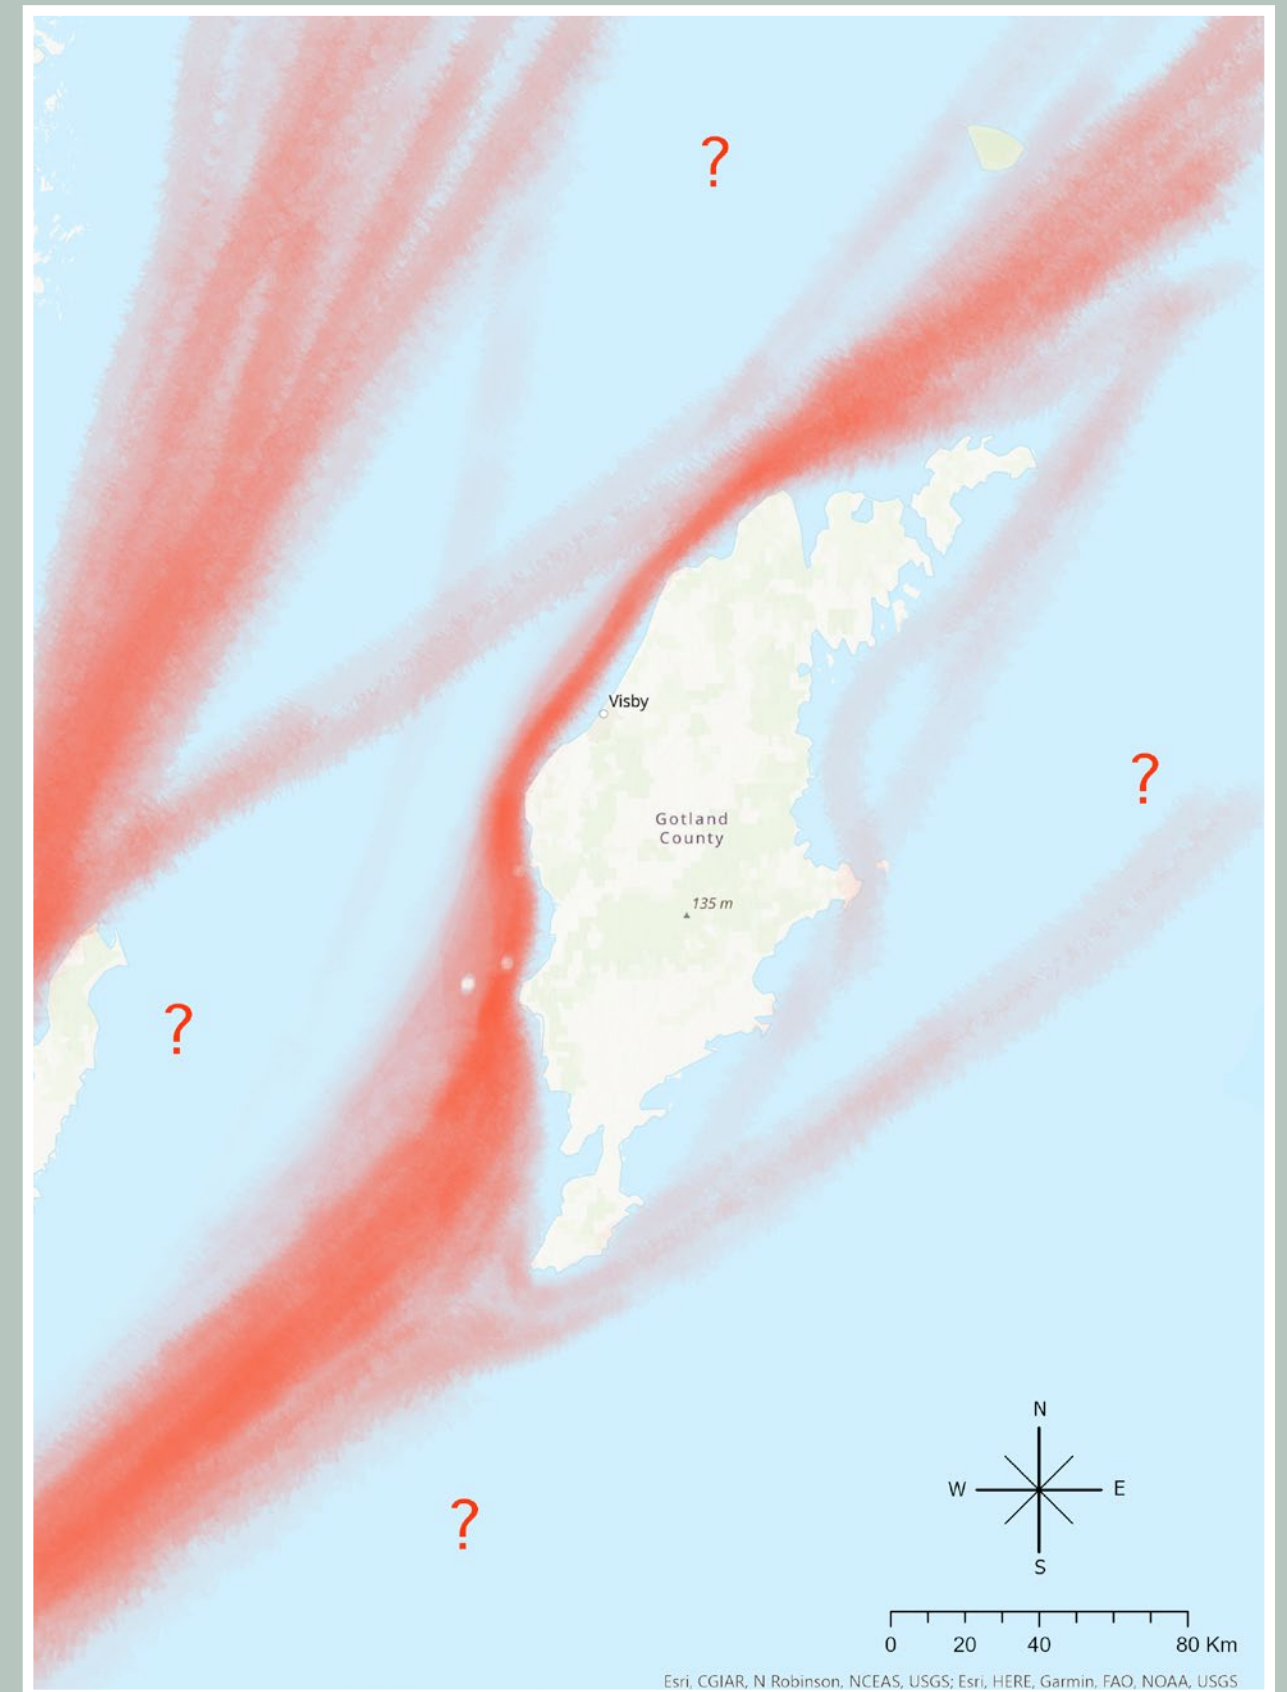 ?
Visby
?
Gotland
County
135 m
?
N
W E
S
?
0 20 40 80 Km
Esri, CGIAR, N Robinson, NCEAS, USGS; Esri, HERE, Garmin, FAO, NOAA, USGS